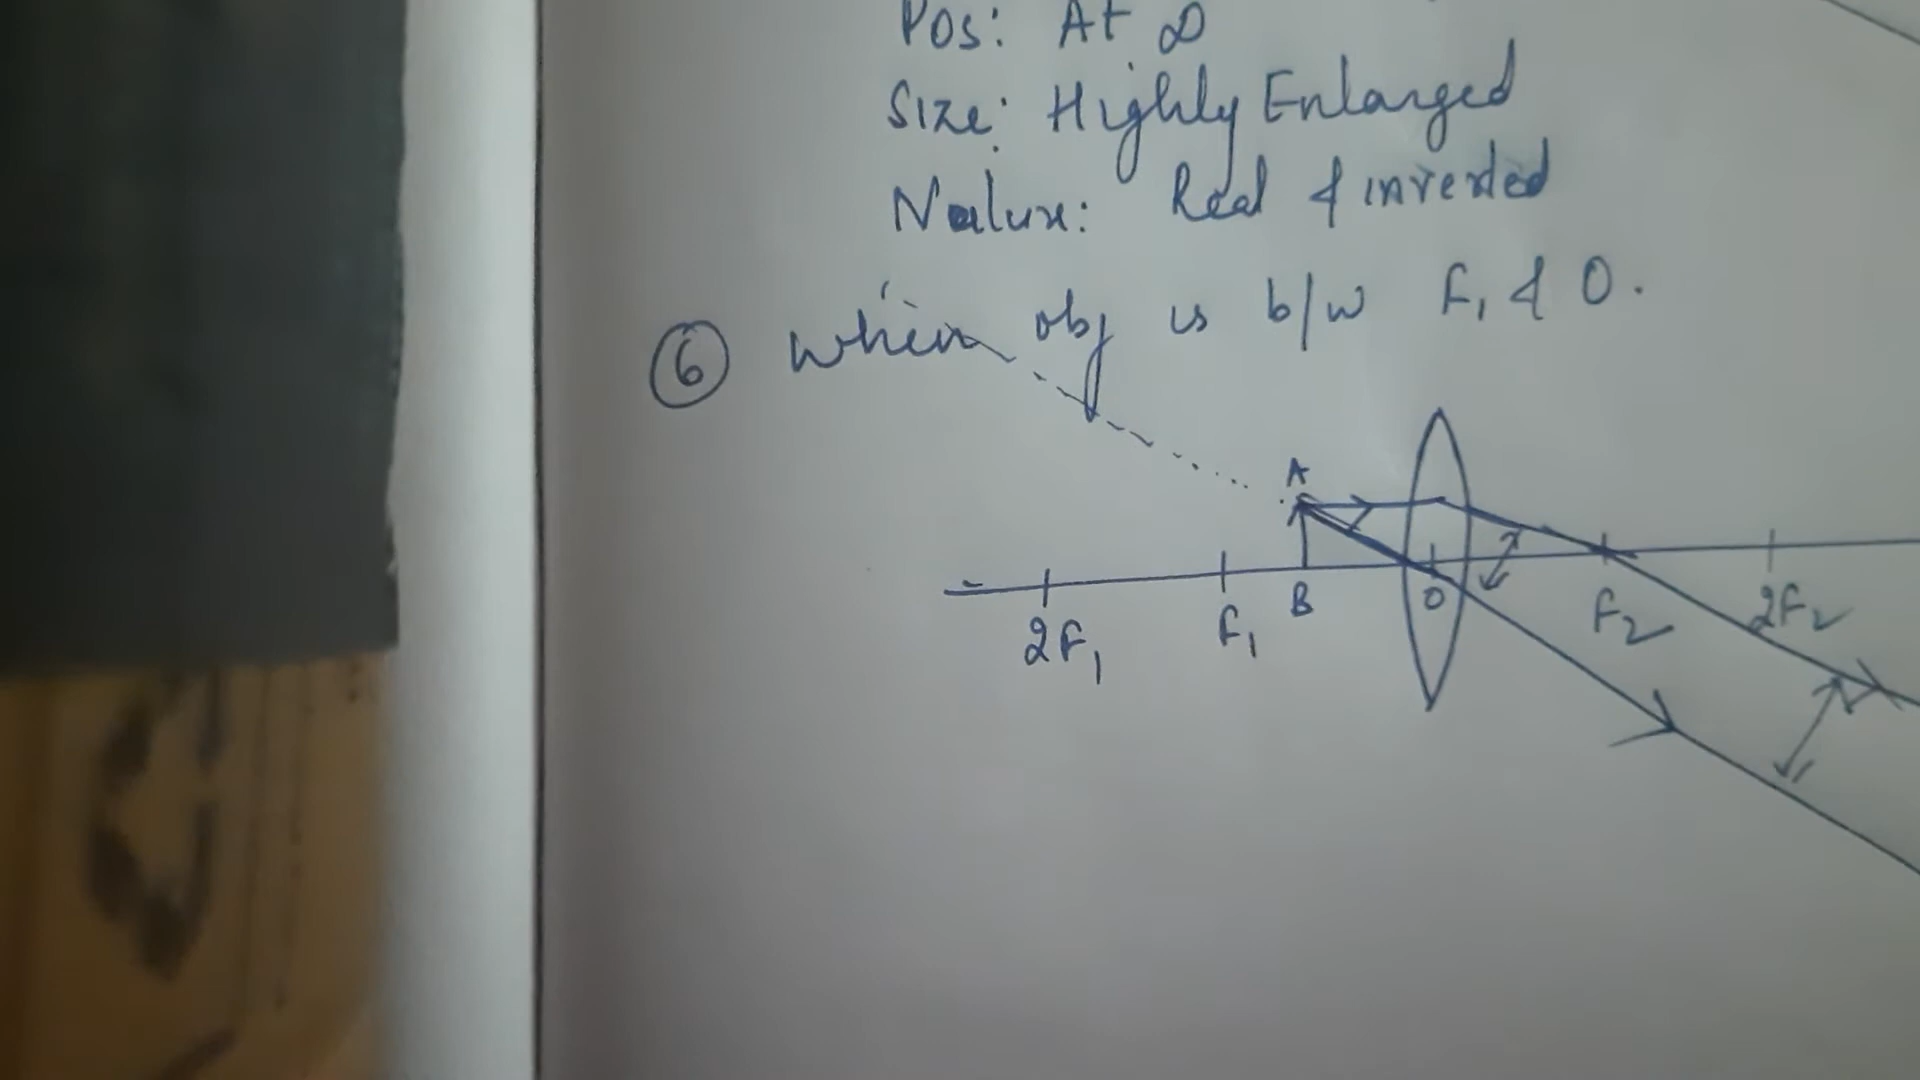 Pos: At ∞
Size: Highly Enlarged
Nature: Real & inverted
⑥ When obj is b/w F₁ & O.
A
2F₁ F₁ B O F₂ 2F₂